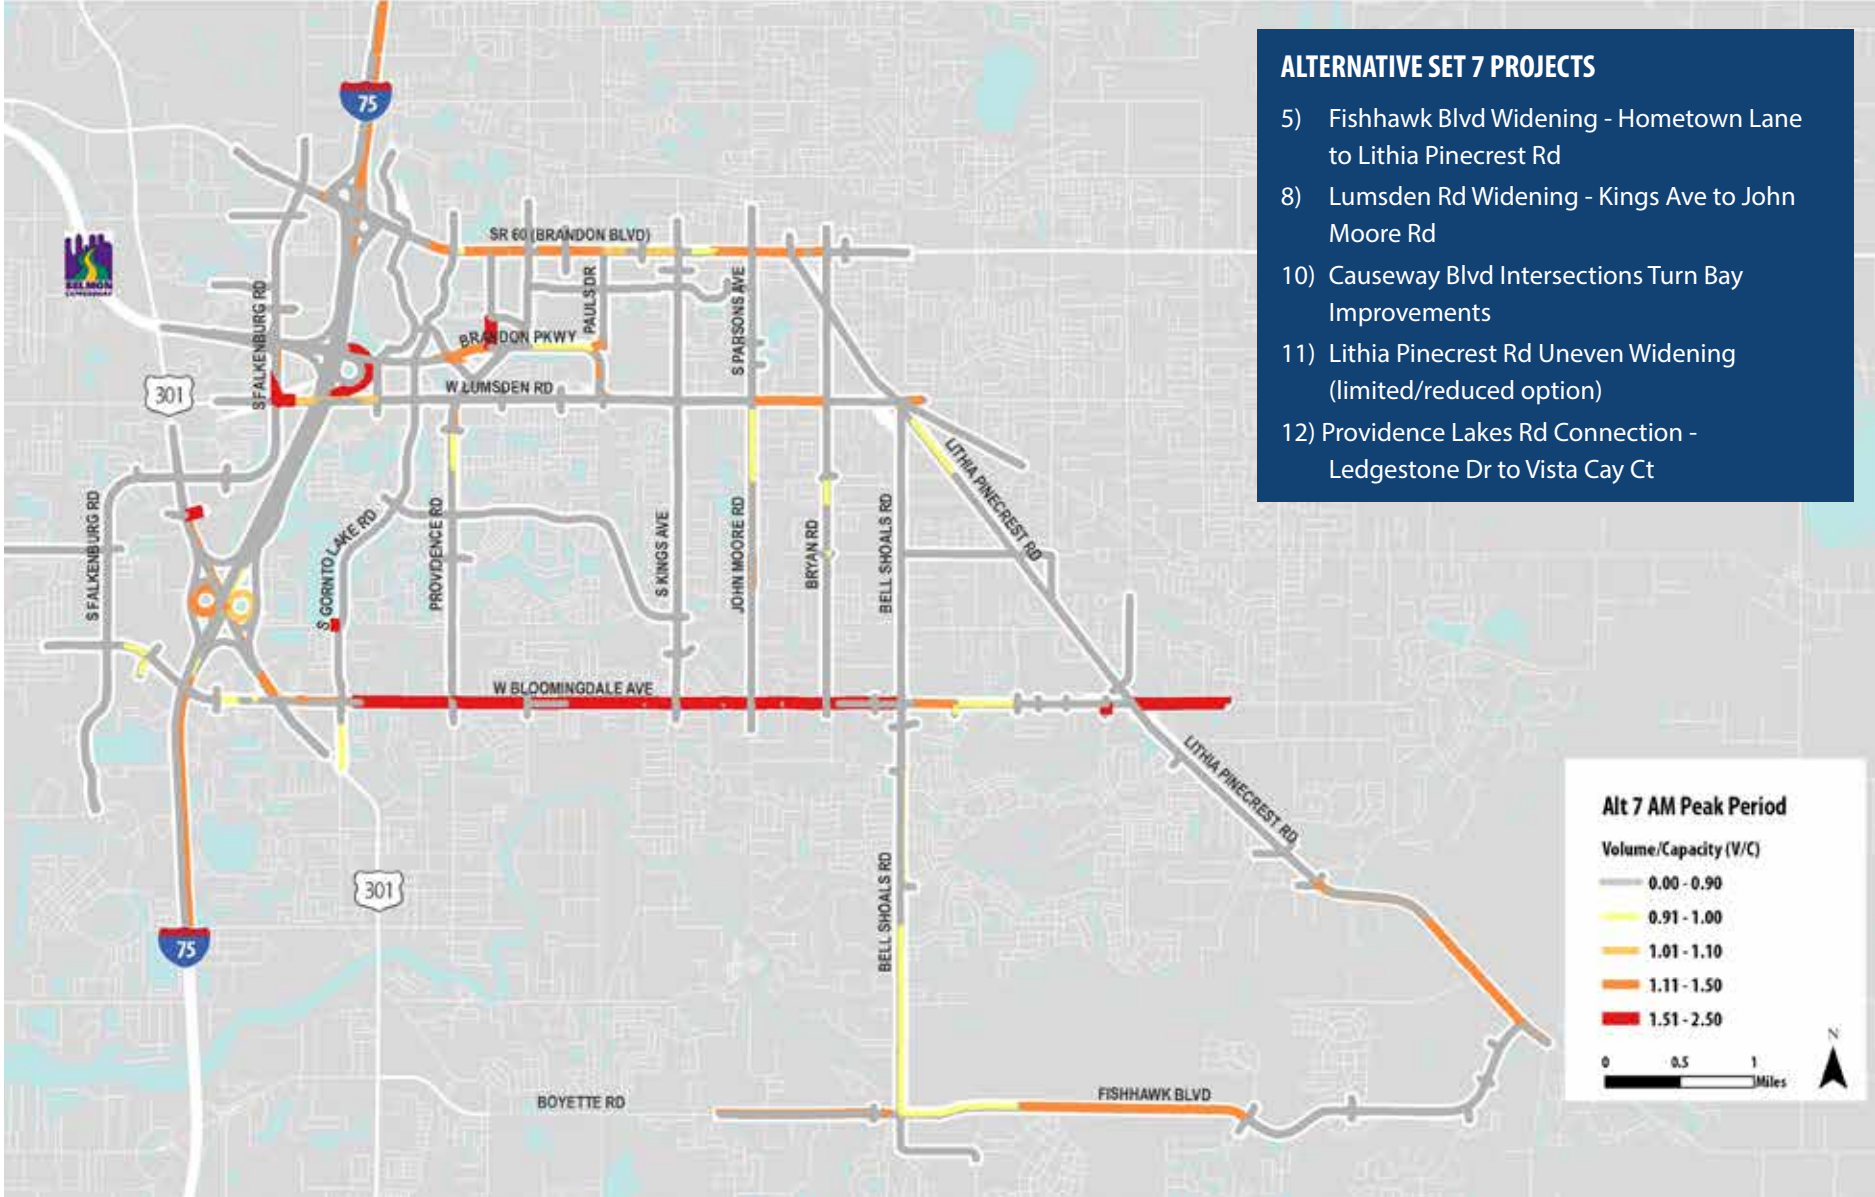 ALTERNATIVE SET 7 PROJECTS
5) Fishhawk Blvd Widening - Hometown Lane
to Lithia Pinecrest Rd
8) Lumsden Rd Widening - Kings Ave to John
Moore Rd
10) Causeway Blvd Intersections Turn Bay
Improvements
11) Lithia Pinecrest Rd Uneven Widening
(limited/reduced option)
12) Providence Lakes Rd Connection -
Ledgestone Dr to Vista Cay Ct
75
SR 60 (BRANDON BLVD)
SELMON
S FALKENBURG RD
PAULS DR
S PARSONS AVE
BRANDON PKWY
301
W LUMSDEN RD
LITHIA PINECREST RD
S FALKENBURG RD
S GORNTO LAKE RD
PROVIDENCE RD
S KINGS AVE
JOHN MOORE RD
BRYAN RD
BELL SHOALS RD
W BLOOMINGDALE AVE
LITHIA PINECREST RD
301
BELL SHOALS RD
75
BOYETTE RD
FISHHAWK BLVD
Alt 7 AM Peak Period
Volume/Capacity (V/C)
0.00 - 0.90
0.91 - 1.00
1.01 - 1.10
1.11 - 1.50
1.51 - 2.50
N
0 0.5 1
Miles